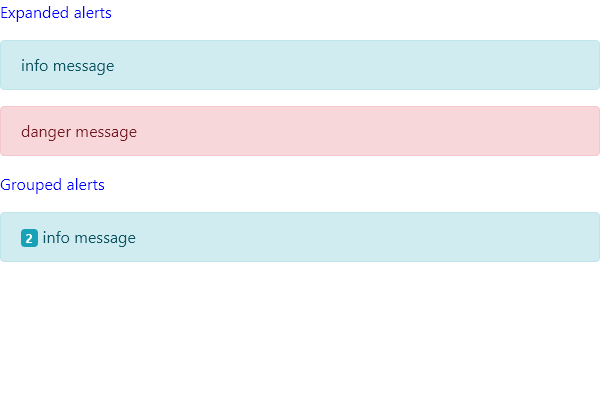 Expanded alerts
info message
danger message
Grouped alerts
2 info message